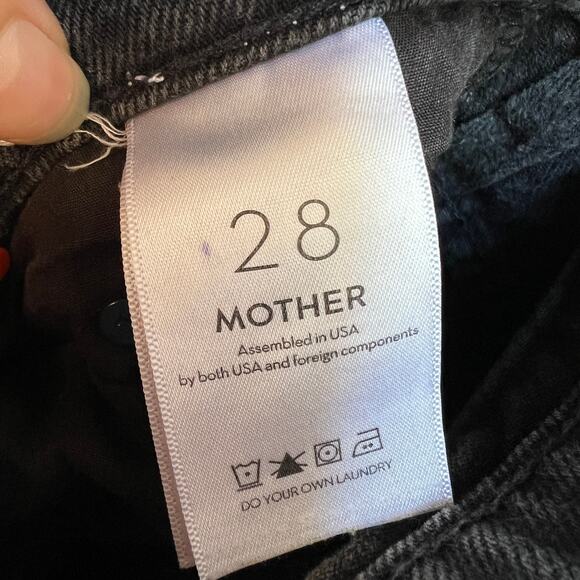 28
MOTHER
Assembled in USA
by both USA and foreign components
DO YOUR OWN LAUNDRY